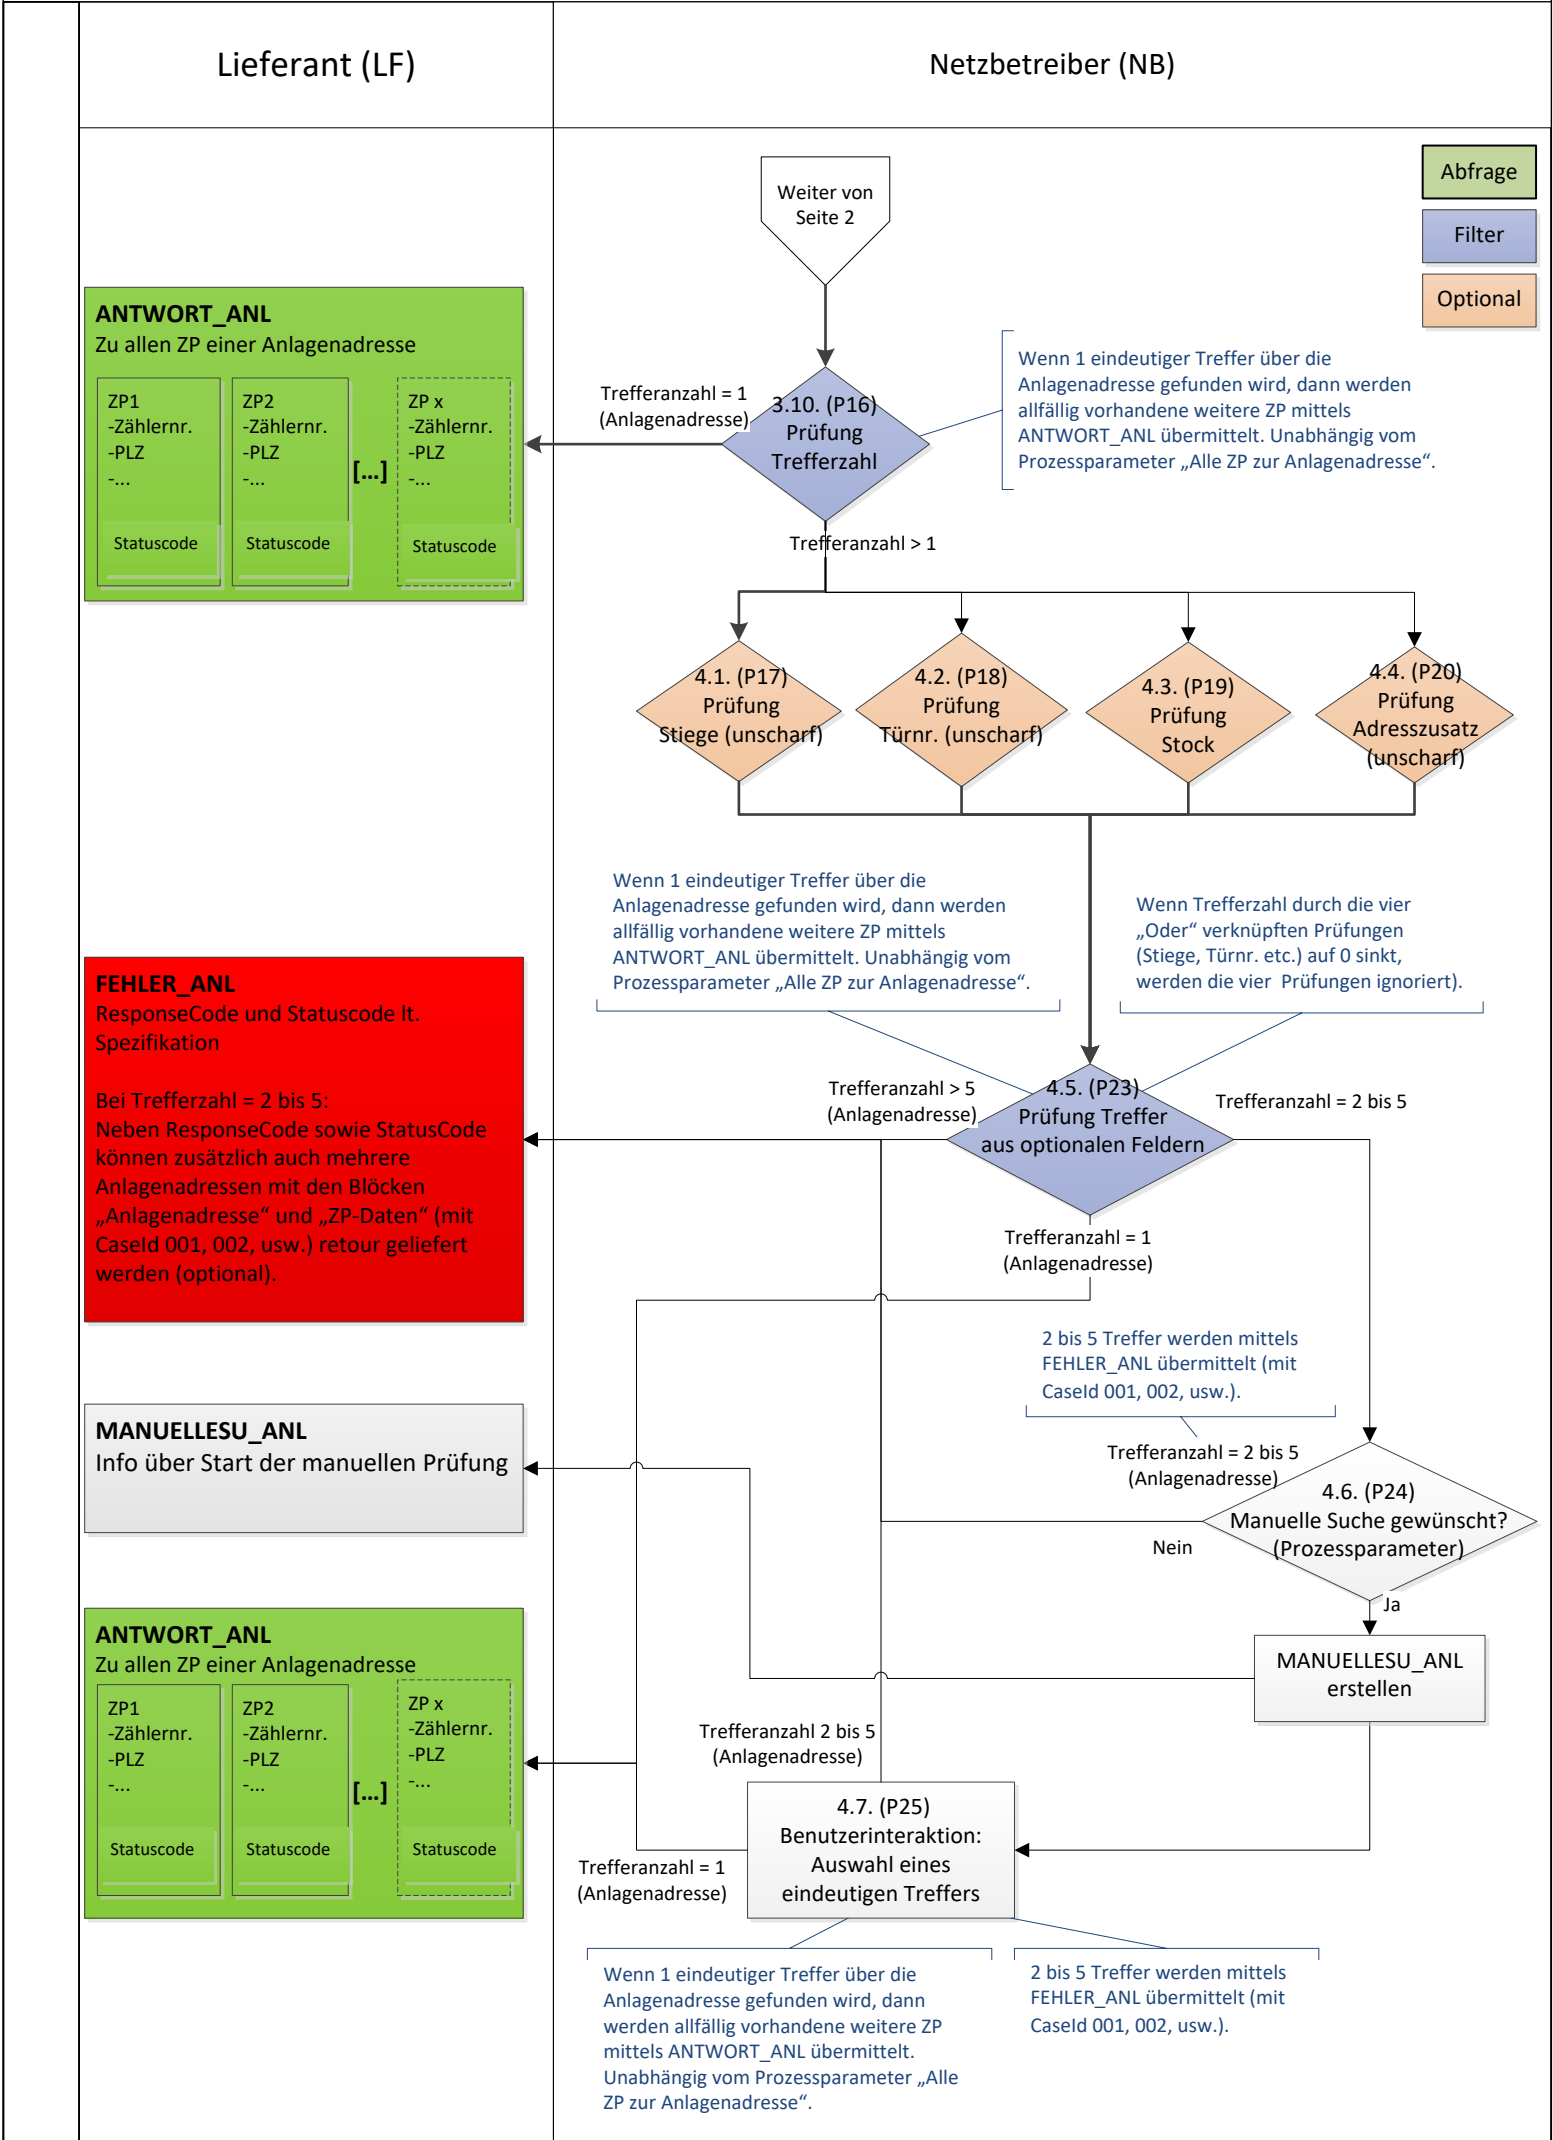 Lieferant (LF)
Netzbetreiber (NB)
Weiter von
Seite 2
Abfrage
Filter
Optional
ANTWORT_ANL
Zu allen ZP einer Anlagenadresse
ZP1
-Zählernr.
-PLZ
-...
Statuscode
ZP2
-Zählernr.
-PLZ
-...
Statuscode
[...]
ZP x
-Zählernr.
-PLZ
-...
Statuscode
Trefferanzahl = 1
(Anlagenadresse)
3.10. (P16)
Prüfung
Trefferzahl
Wenn 1 eindeutiger Treffer über die
Anlagenadresse gefunden wird, dann werden
allfällig vorhandene weitere ZP mittels
ANTWORT_ANL übermittelt. Unabhängig vom
Prozessparameter „Alle ZP zur Anlagenadresse“.
Trefferanzahl > 1
4.1. (P17)
Prüfung
Stiege (unscharf)
4.2. (P18)
Prüfung
Türnr. (unscharf)
4.3. (P19)
Prüfung
Stock
4.4. (P20)
Prüfung
Adresszusatz
(unscharf)
Wenn 1 eindeutiger Treffer über die
Anlagenadresse gefunden wird, dann werden
allfällig vorhandene weitere ZP mittels
ANTWORT_ANL übermittelt. Unabhängig vom
Prozessparameter „Alle ZP zur Anlagenadresse“.
Wenn Trefferzahl durch die vier
„Oder“ verknüpften Prüfungen
(Stiege, Türnr. etc.) auf 0 sinkt,
werden die vier  Prüfungen ignoriert).
FEHLER_ANL
ResponseCode und Statuscode lt.
Spezifikation
Bei Trefferzahl = 2 bis 5:
Neben ResponseCode sowie StatusCode
können zusätzlich auch mehrere
Anlagenadressen mit den Blöcken
„Anlagenadresse“ und „ZP-Daten“ (mit
CaseId 001, 002, usw.) retour geliefert
werden (optional).
Trefferanzahl > 5
(Anlagenadresse)
4.5. (P23)
Prüfung Treffer
aus optionalen Feldern
Trefferanzahl = 2 bis 5
Trefferanzahl = 1
(Anlagenadresse)
2 bis 5 Treffer werden mittels
FEHLER_ANL übermittelt (mit
CaseId 001, 002, usw.).
MANUELLESU_ANL
Info über Start der manuellen Prüfung
Trefferanzahl = 2 bis 5
(Anlagenadresse)
4.6. (P24)
Manuelle Suche gewünscht?
(Prozessparameter)
Nein
Ja
MANUELLESU_ANL
erstellen
ANTWORT_ANL
Zu allen ZP einer Anlagenadresse
ZP1
-Zählernr.
-PLZ
-...
Statuscode
ZP2
-Zählernr.
-PLZ
-...
Statuscode
[...]
ZP x
-Zählernr.
-PLZ
-...
Statuscode
Trefferanzahl 2 bis 5
(Anlagenadresse)
4.7. (P25)
Benutzerinteraktion:
Auswahl eines
eindeutigen Treffers
Trefferanzahl = 1
(Anlagenadresse)
Wenn 1 eindeutiger Treffer über die
Anlagenadresse gefunden wird, dann
werden allfällig vorhandene weitere ZP
mittels ANTWORT_ANL übermittelt.
Unabhängig vom Prozessparameter „Alle
ZP zur Anlagenadresse“.
2 bis 5 Treffer werden mittels
FEHLER_ANL übermittelt (mit
CaseId 001, 002, usw.).